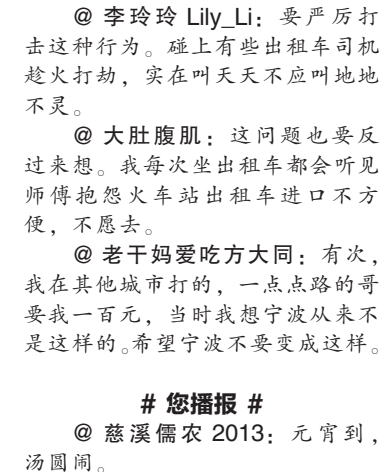 @ 李玲玲 Lily_Li：要严厉打
击这种行为。碰上有些出租车司机
趁火打劫，实在叫天天不应叫地地
不灵。
@ 大肚腹肌：这问题也要反
过来想。我每次坐出租车都会听见
师傅抱怨火车站出租车进口不方
便，不愿去。
@ 老干妈爱吃方大同：有次，
我在其他城市打的，一点点路的哥
要我一百元，当时我想宁波从来不
是这样的。希望宁波不要变成这样。
# 您播报 #
@ 慈溪儒农 2013：元宵到，
汤圆闹。